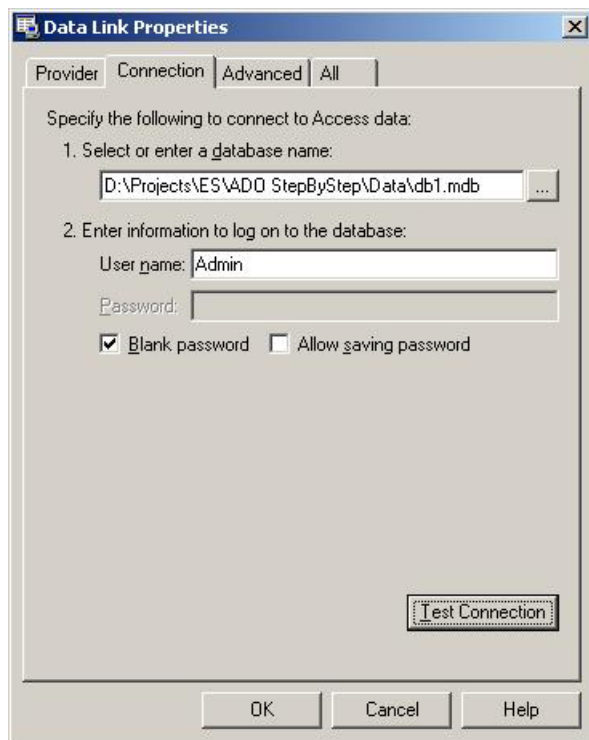 Data Link Properties
Provider Connection Advanced All
Specify the following to connect to Access data:
1. Select or enter a database name:
D:\Projects\ES\ADO StepByStep\Data\db1.mdb ...
2. Enter information to log on to the database:
User name: Admin
Password:
Blank password Allow saving password
Test Connection
OK Cancel Help